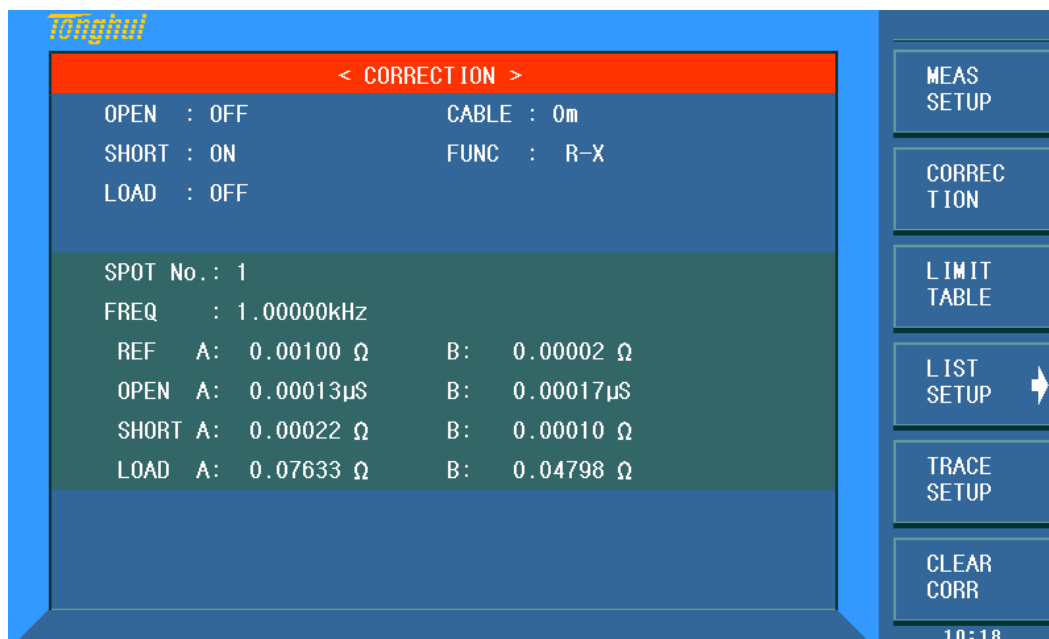 Tonghui
< CORRECTION >
OPEN : OFF CABLE : 0m
SHORT : ON FUNC : R-X
LOAD : OFF
SPOT No.: 1
FREQ : 1.00000kHz
REF A: 0.00100 Ω B: 0.00002 Ω
OPEN A: 0.00013µS B: 0.00017µS
SHORT A: 0.00022 Ω B: 0.00010 Ω
LOAD A: 0.07633 Ω B: 0.04798 Ω
MEAS
SETUP
CORREC
TION
LIMIT
TABLE
LIST
SETUP
TRACE
SETUP
CLEAR
CORR
10:18